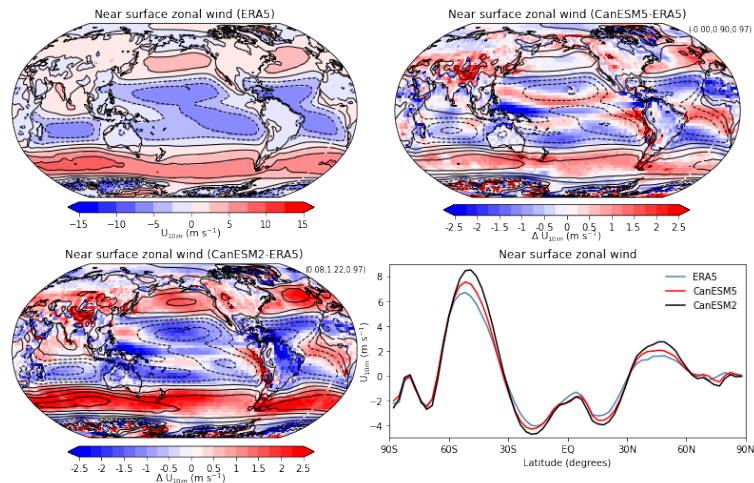 Near surface zonal wind (ERA5)
−15 −10 −5 0 5 10 15
U10m (m s−1)
Near surface zonal wind (CanESM5-ERA5)
(-0.00,0.90,0.97)
−2.5 −2 −1.5 −1 −0.5 0 0.5 1 1.5 2 2.5
Δ U10m (m s−1)
Near surface zonal wind (CanESM2-ERA5)
(0.08,1.22,0.97)
−2.5 −2 −1.5 −1 −0.5 0 0.5 1 1.5 2 2.5
Δ U10m (m s−1)
Near surface zonal wind
ERA5
CanESM5
CanESM2
8
6
4
2
0
−2
−4
U10m (m s−1)
90S 60S 30S EQ 30N 60N 90N
Latitude (degrees)